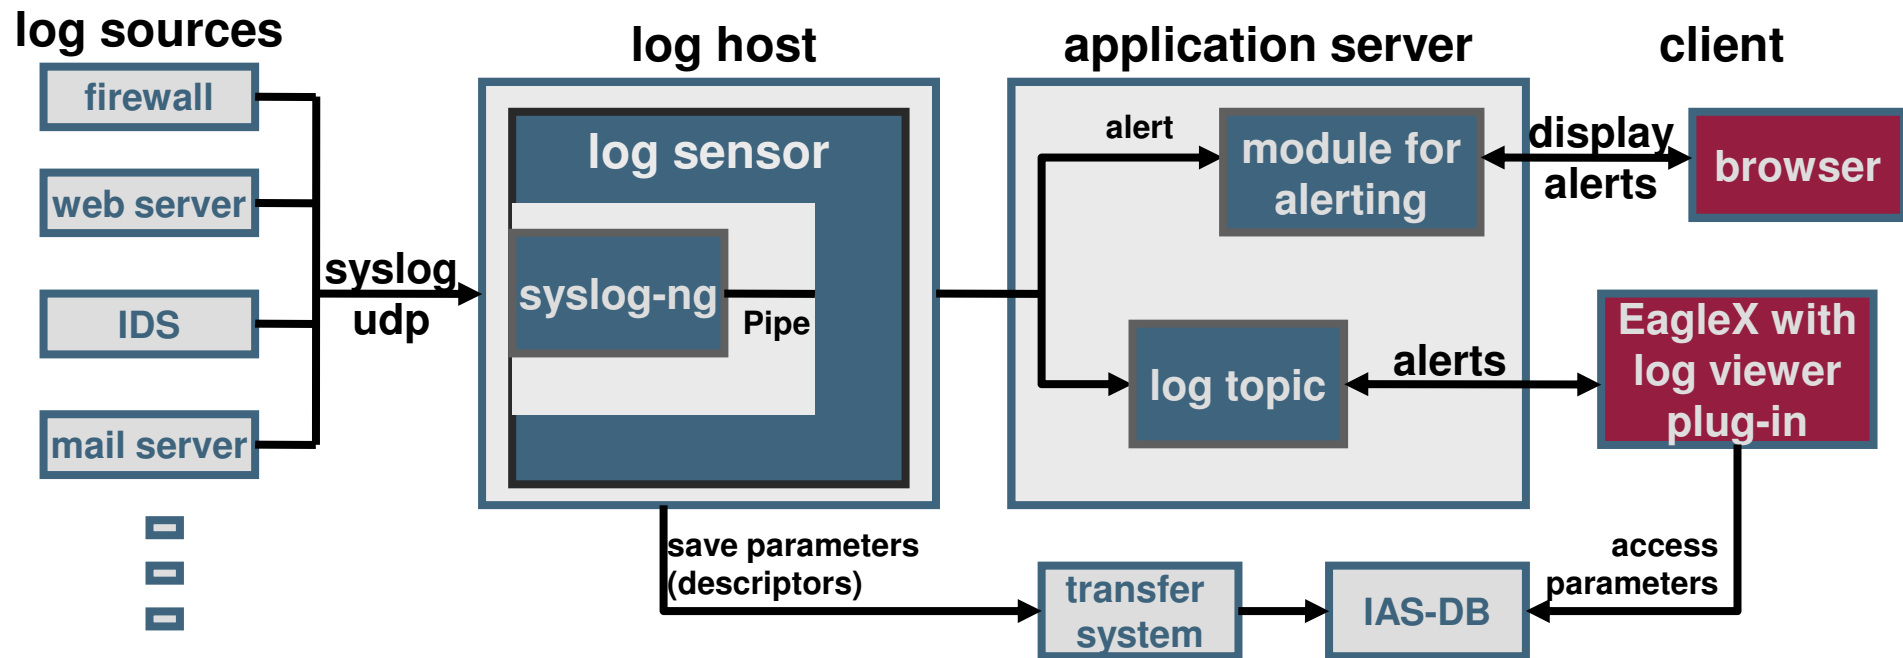 log sources
log host
application server
client
firewall
web server
IDS
mail server
syslog
udp
log sensor
syslog-ng
Pipe
alert
module for
alerting
display
alerts
browser
log topic
alerts
EagleX with
log viewer
plug-in
save parameters
(descriptors)
transfer
system
IAS-DB
access
parameters